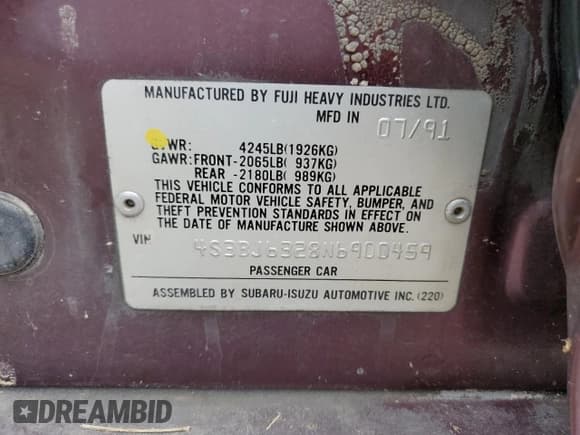 MANUFACTURED BY FUJI HEAVY INDUSTRIES LTD.
MFD IN 07/91
GVWR: 4245LB(1926KG)
GAWR:FRONT-2065LB( 937KG)
REAR -2180LB( 989KG)
THIS VEHICLE CONFORMS TO ALL APPLICABLE
FEDERAL MOTOR VEHICLE SAFETY, BUMPER, AND
THEFT PREVENTION STANDARDS IN EFFECT ON
THE DATE OF MANUFACTURE SHOWN ABOVE.
VIN 4S3BJ6328N6900459
PASSENGER CAR
ASSEMBLED BY SUBARU-ISUZU AUTOMOTIVE INC.(220)
DREAMBID